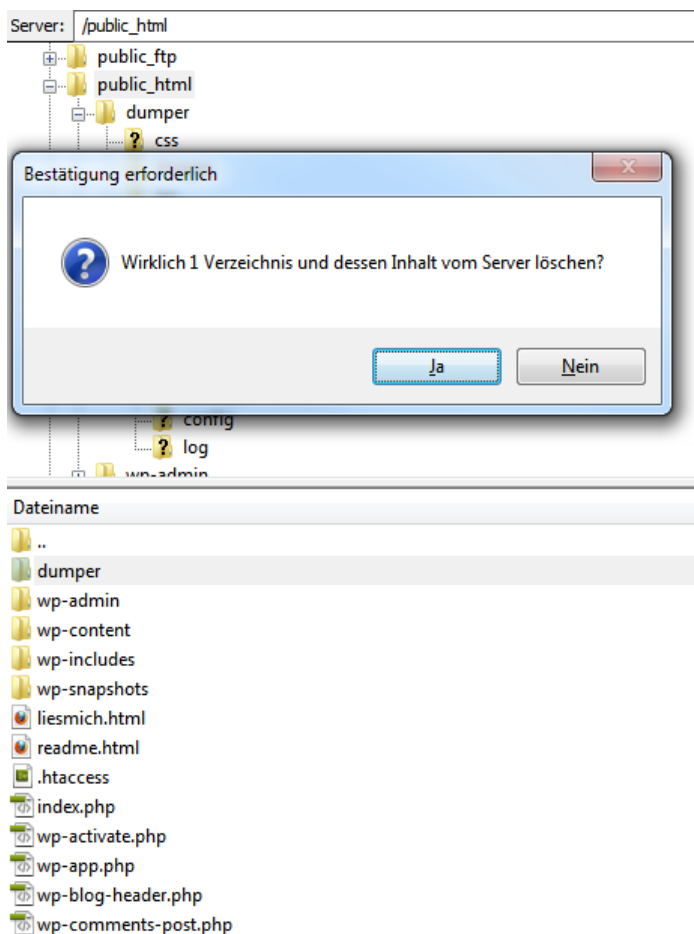 Server: /public_html
public_ftp
public_html
dumper
css
Bestätigung erforderlich
Wirklich 1 Verzeichnis und dessen Inhalt vom Server löschen?
Ja Nein
config
log
wp-admin
Dateiname
..
dumper
wp-admin
wp-content
wp-includes
wp-snapshots
liesmich.html
readme.html
.htaccess
index.php
wp-activate.php
wp-app.php
wp-blog-header.php
wp-comments-post.php